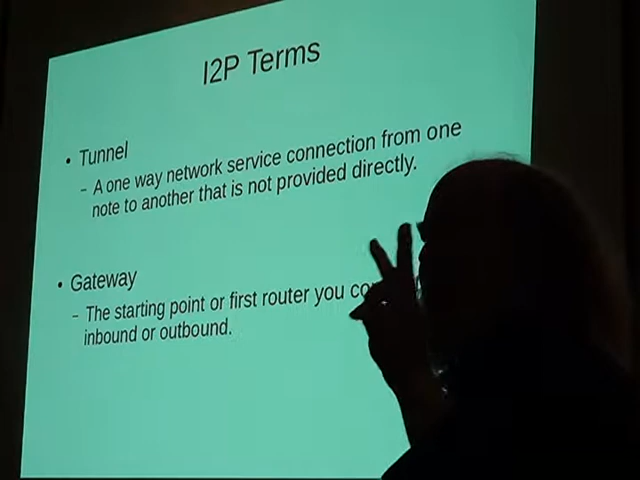 I2P Terms
• Tunnel
– A one way network service connection from one
note to another that is not provided directly.
• Gateway
– The starting point or first router you
inbound or outbound.